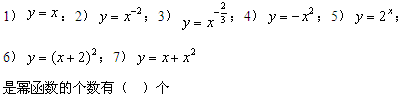 1) y = x；2) y = x^{-2}；3) y = x^{-\frac{2}{3}}；4) y = -x^2；5) y = 2^x；
6) y = (x+2)^2；7) y = x + x^2
是幂函数的个数有（  ）个